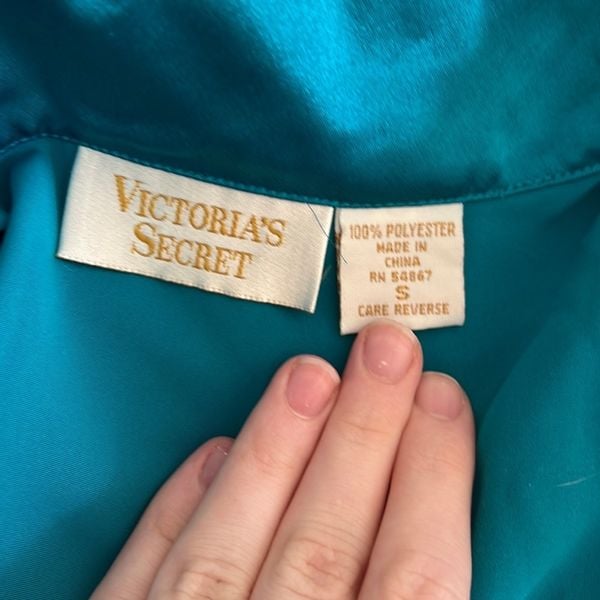 VICTORIA'S
SECRET
100% POLYESTER
MADE IN
CHINA
RN 54867
S
CARE REVERSE